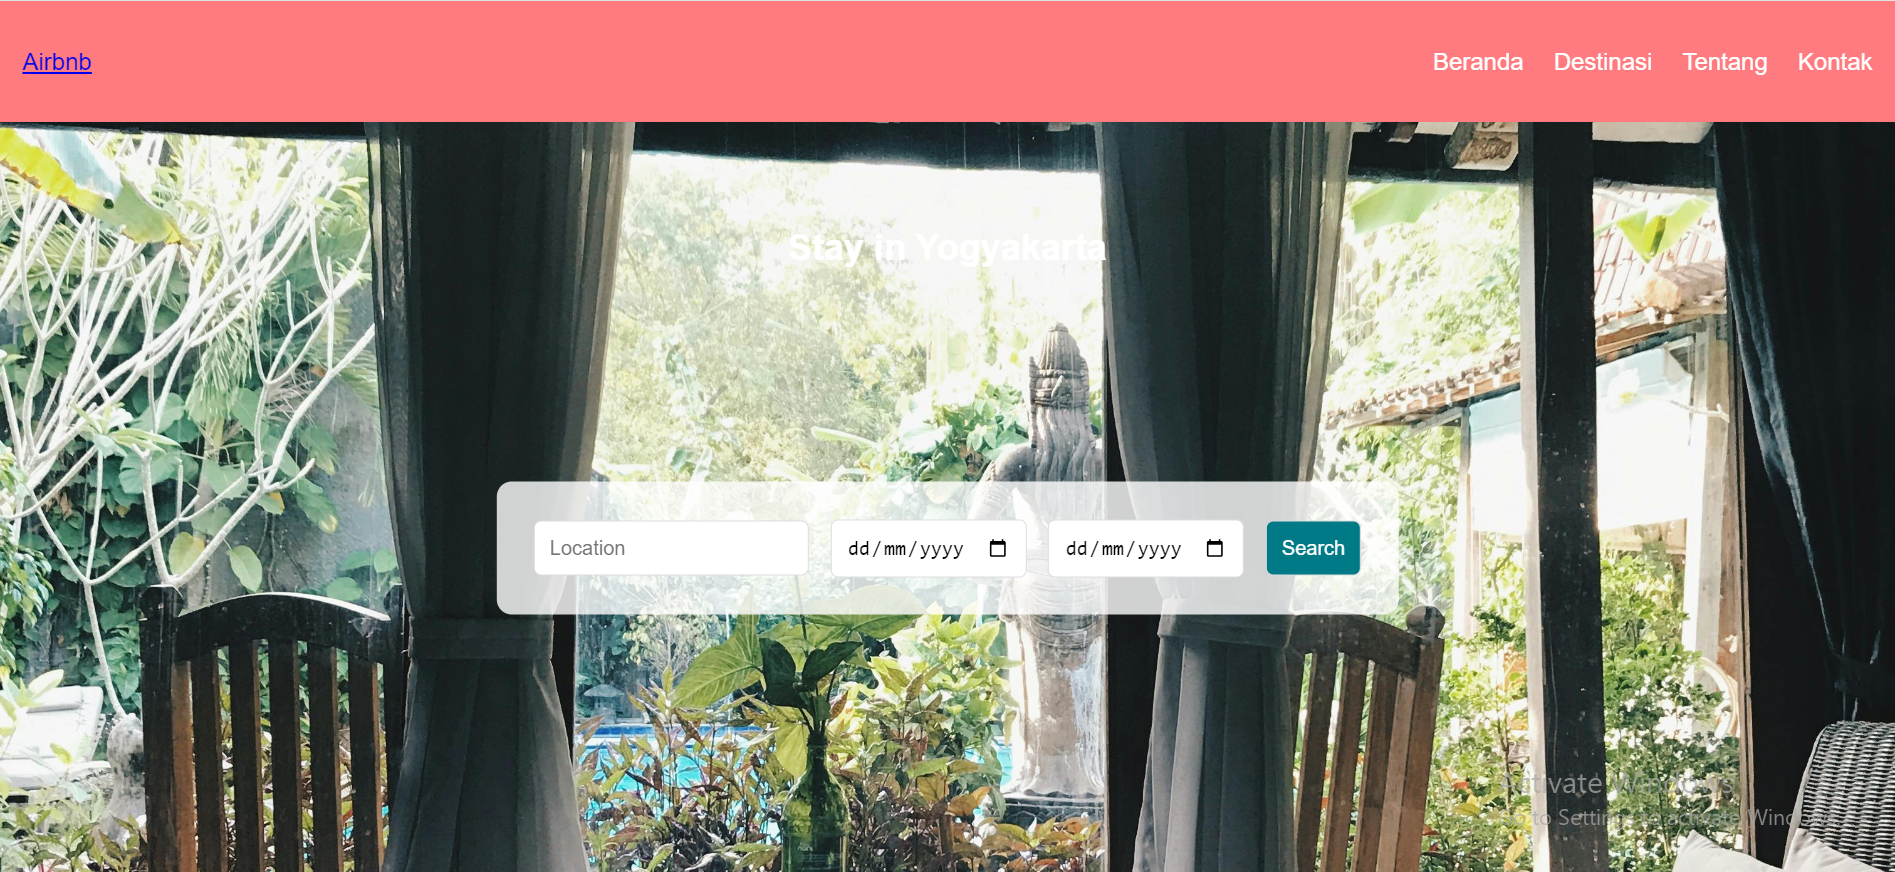 Airbnb
Beranda Destinasi Tentang Kontak
Stay in Yogyakarta
Location dd/mm/yyyy dd/mm/yyyy Search
Activate Windows
Go to Settings to activate Windows.